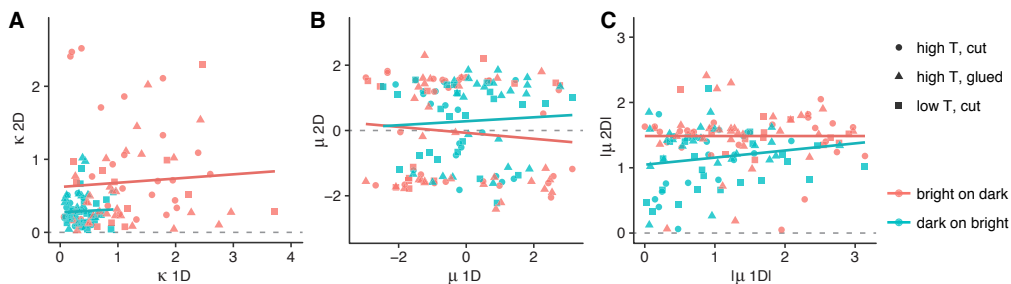 A
B
C
κ 2D
2
1
0
0 1 2 3 4
κ 1D
μ 2D
2
0
−2
−2 0 2
μ 1D
|μ 2D|
3
2
1
0
0 1 2 3
|μ 1D|
high T, cut
high T, glued
low T, cut
bright on dark
dark on bright